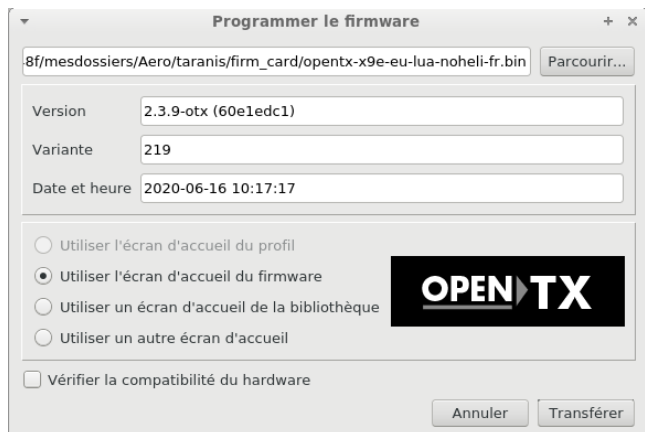 Programmer le firmware
8f/mesdossiers/Aero/taranis/firm_card/opentx-x9e-eu-lua-noheli-fr.bin Parcourir...
Version 2.3.9-otx (60e1edc1)
Variante 219
Date et heure 2020-06-16 10:17:17
Utiliser l'écran d'accueil du profil
Utiliser l'écran d'accueil du firmware
Utiliser un écran d'accueil de la bibliothèque
Utiliser un autre écran d'accueil
OPEN TX
Vérifier la compatibilité du hardware
Annuler Transférer